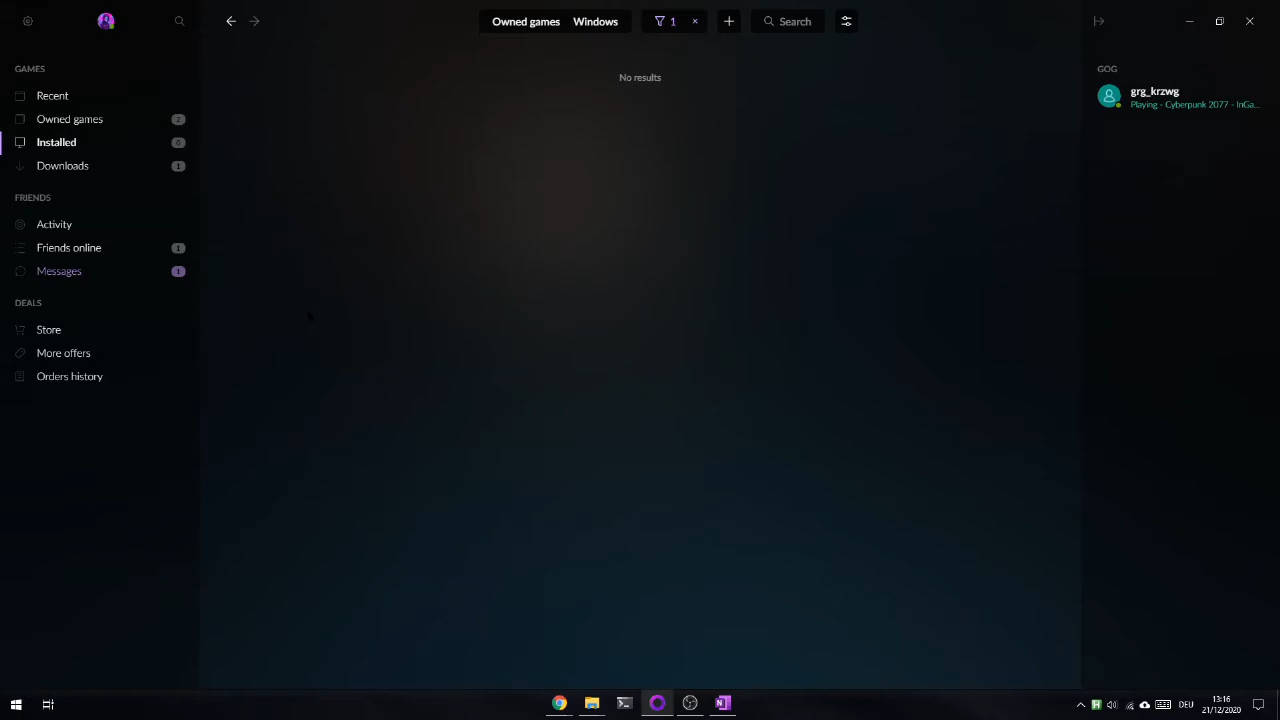 Owned games Windows 1 × + Search
No results
GAMES
Recent
Owned games 2
Installed 0
Downloads 1
FRIENDS
Activity
Friends online 1
Messages 1
DEALS
Store
More offers
Orders history
GOG
grg_krzwg
Playing - Cyberpunk 2077 - InGa...
DEU
13:16
21/12/2020